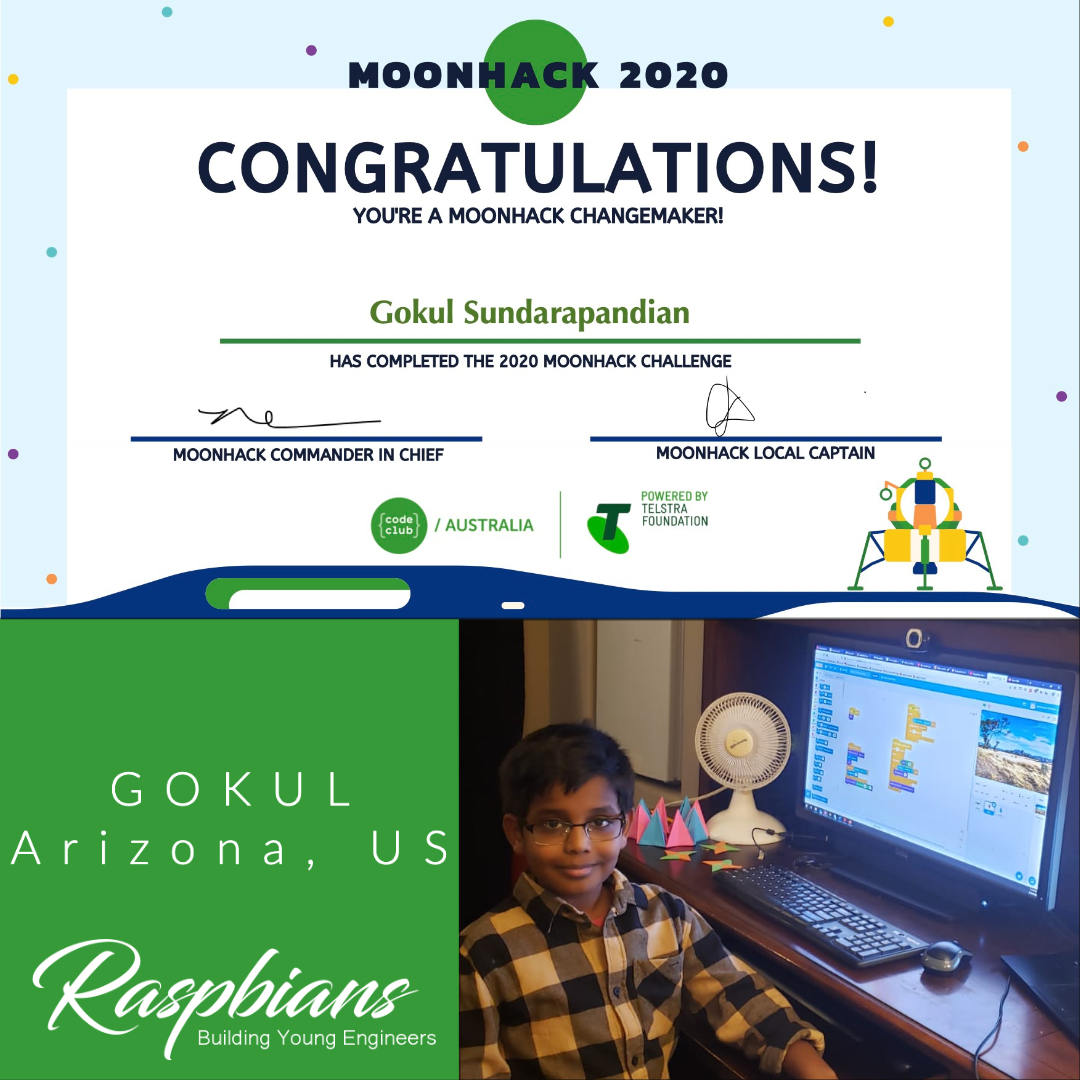 MOONHACK 2020
CONGRATULATIONS!
YOU'RE A MOONHACK CHANGEMAKER!
Gokul Sundarapandian
HAS COMPLETED THE 2020 MOONHACK CHALLENGE
MOONHACK COMMANDER IN CHIEF
MOONHACK LOCAL CAPTAIN
{code club} / AUSTRALIA
T
POWERED BY
TELSTRA
FOUNDATION
GOKUL
Arizona, US
Raspbians
Building Young Engineers